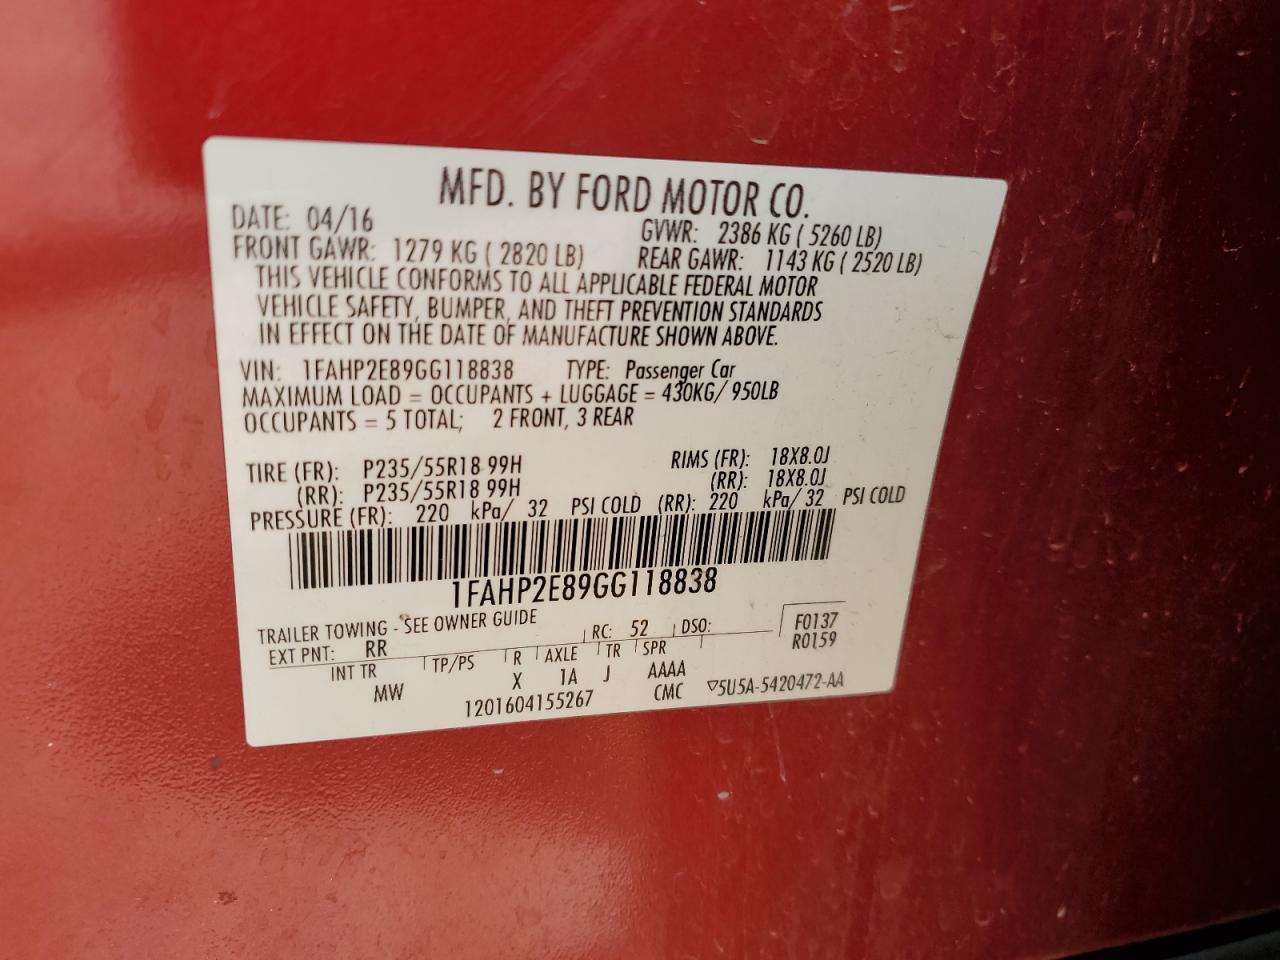 MFD. BY FORD MOTOR CO.
DATE: 04/16 GVWR: 2386 KG ( 5260 LB)
FRONT GAWR: 1279 KG ( 2820 LB) REAR GAWR: 1143 KG ( 2520 LB)
THIS VEHICLE CONFORMS TO ALL APPLICABLE FEDERAL MOTOR
VEHICLE SAFETY, BUMPER, AND THEFT PREVENTION STANDARDS
IN EFFECT ON THE DATE OF MANUFACTURE SHOWN ABOVE.
VIN: 1FAHP2E89GG118838 TYPE: Passenger Car
MAXIMUM LOAD = OCCUPANTS + LUGGAGE = 430KG/ 950LB
OCCUPANTS = 5 TOTAL; 2 FRONT, 3 REAR
TIRE (FR): P235/55R18 99H RIMS (FR): 18X8.0J
(RR): P235/55R18 99H (RR): 18X8.0J
PRESSURE (FR): 220 kPa/ 32 PSI COLD (RR): 220 kPa/ 32 PSI COLD
1FAHP2E89GG118838
TRAILER TOWING - SEE OWNER GUIDE
EXT PNT: RR RC: 52 DSO: F0137
R0159
INT TR TP/PS R AXLE TR SPR
MW X 1A J AAAA
1201604155267 CMC ▽5U5A-5420472-AA